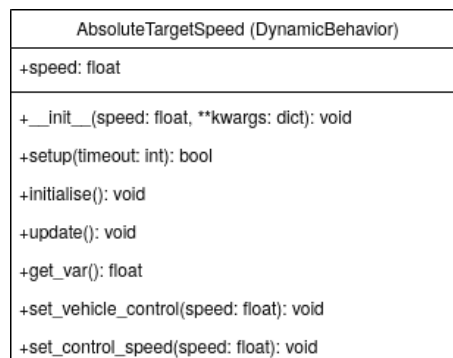 AbsoluteTargetSpeed (DynamicBehavior)
+speed: float
+__init__(speed: float, **kwargs: dict): void
+setup(timeout: int): bool
+initialise(): void
+update(): void
+get_var(): float
+set_vehicle_control(speed: float): void
+set_control_speed(speed: float): void